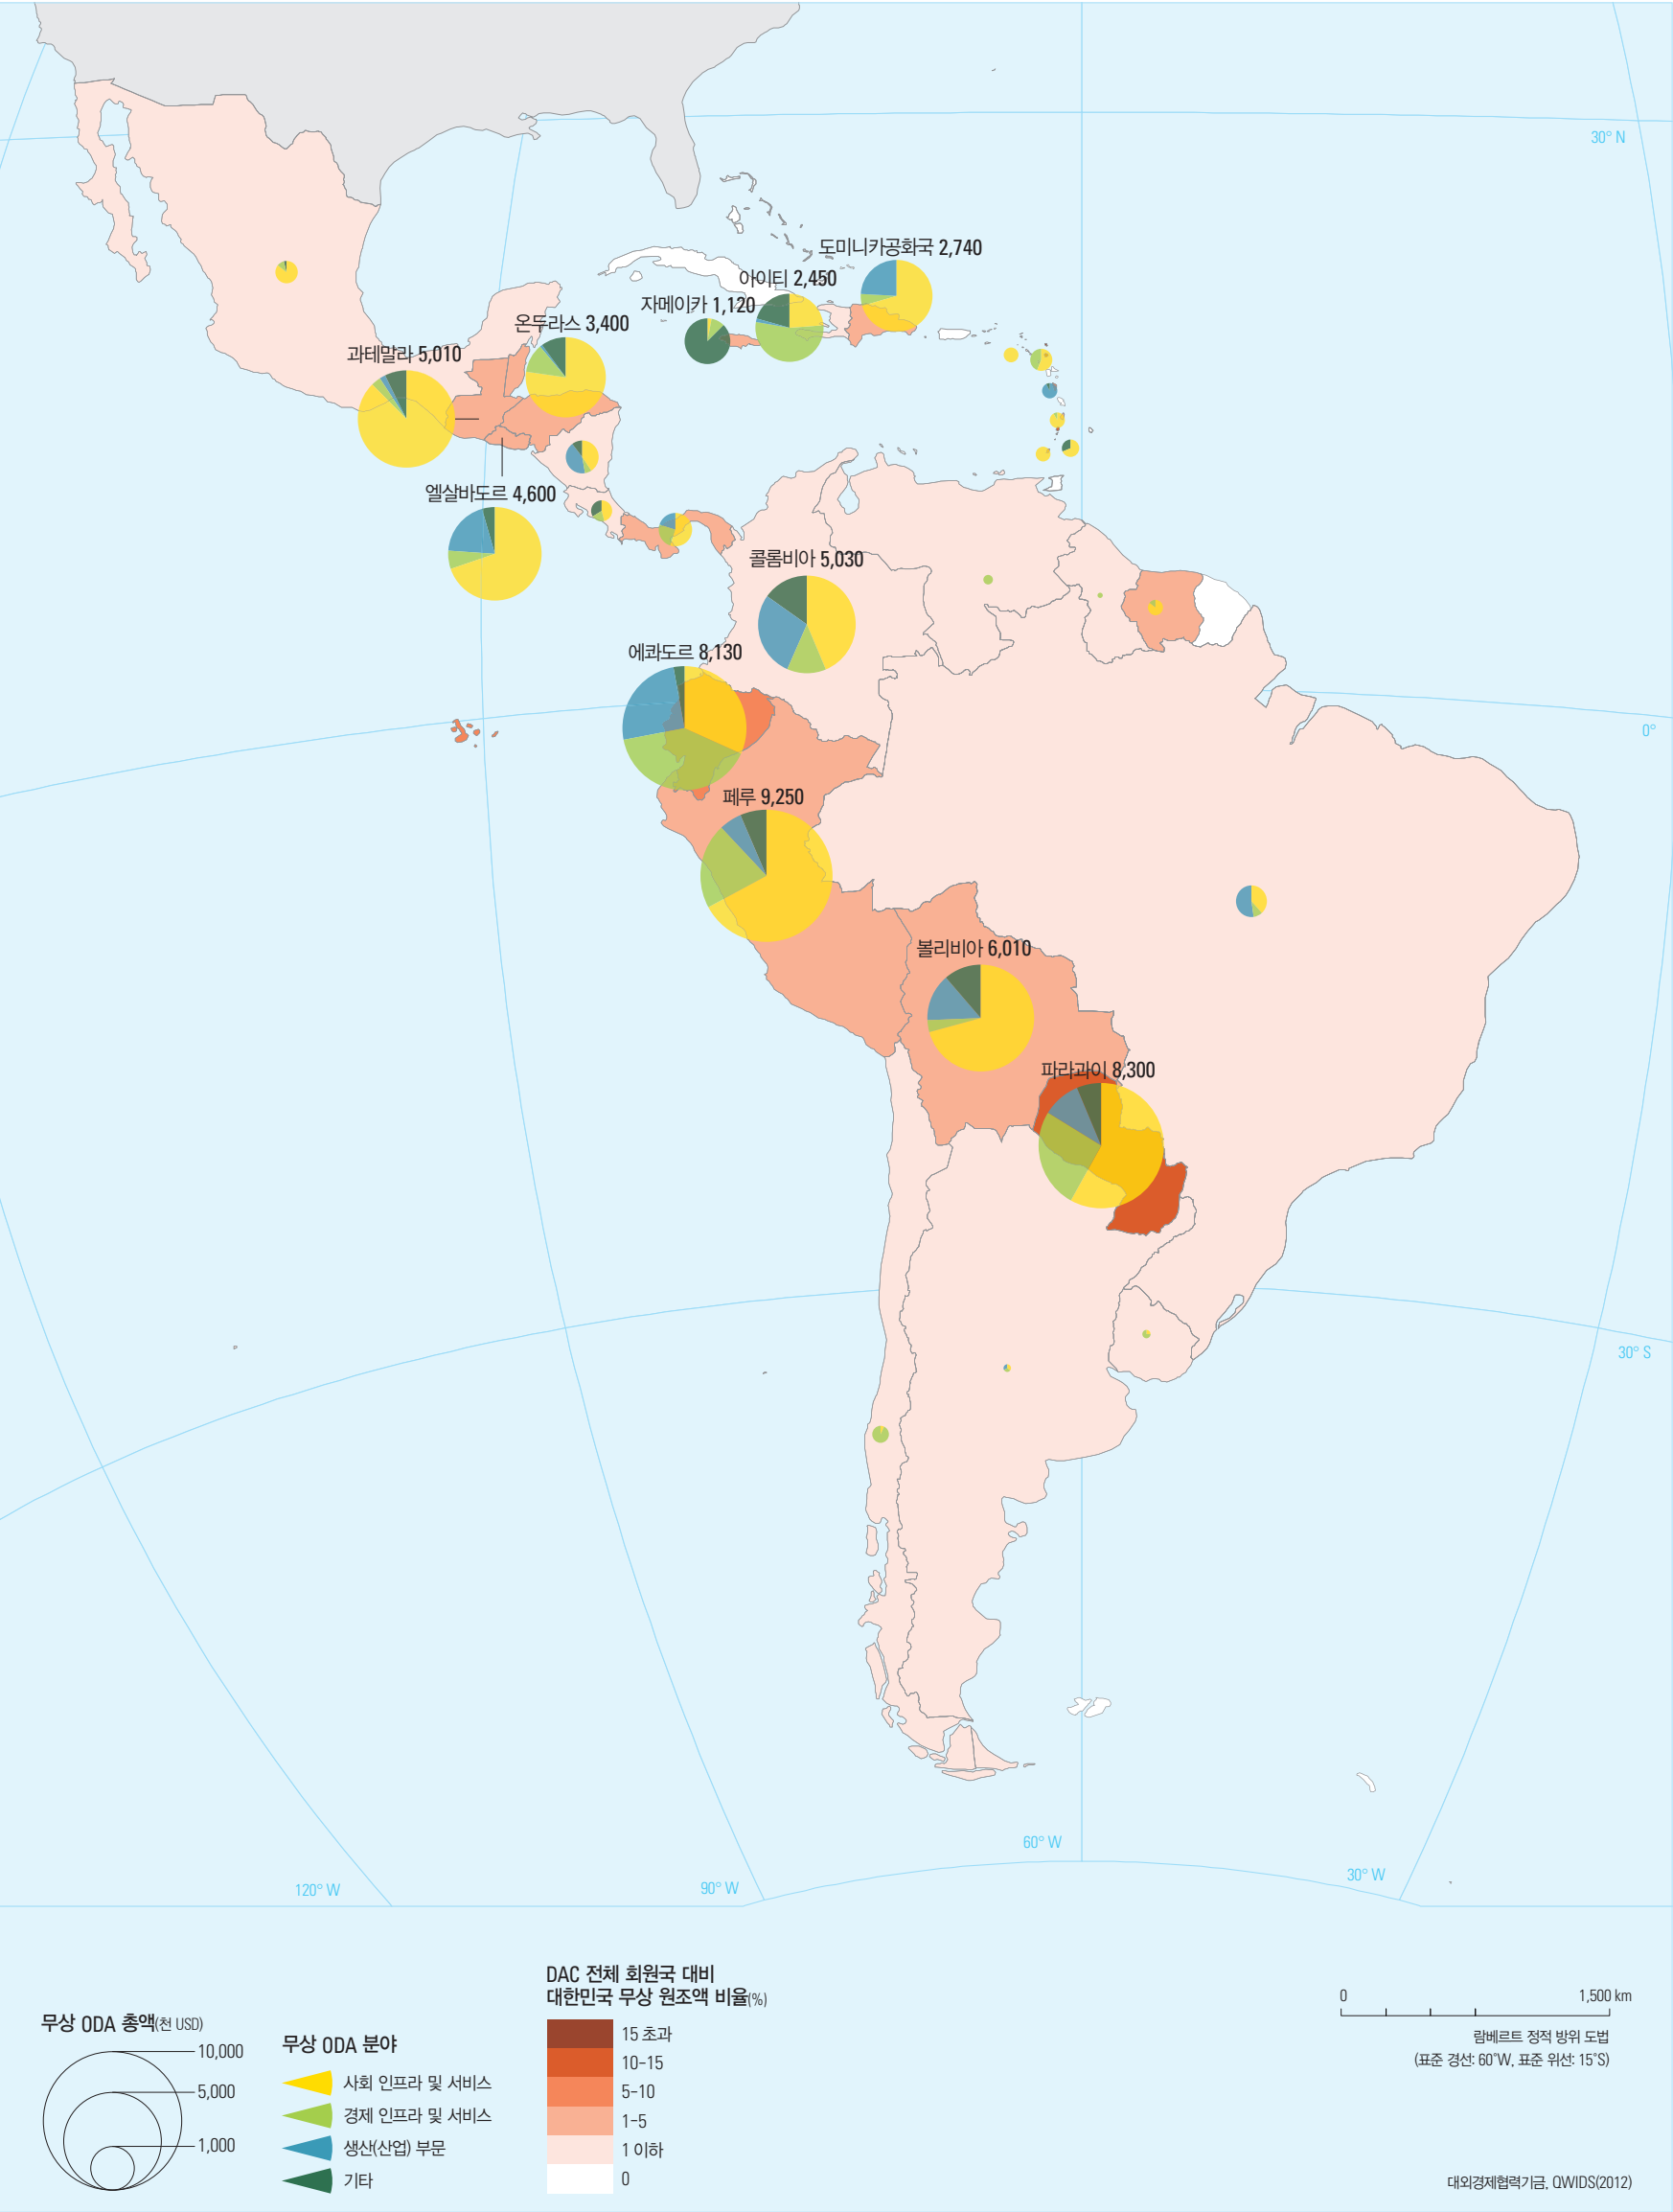 30° N
도미니카공화국 2,740
아이티 2,450
자메이카 1,120
온두라스 3,400
과테말라 5,010
엘살바도르 4,600
콜롬비아 5,030
에콰도르 8,130
0°
페루 9,250
볼리비아 6,010
파라과이 8,300
30° S
60° W
30° W
120° W
90° W
무상 ODA 총액(천 USD)
10,000
5,000
1,000
무상 ODA 분야
사회 인프라 및 서비스
경제 인프라 및 서비스
생산(산업) 부문
기타
DAC 전체 회원국 대비
대한민국 무상 원조액 비율(%)
15 초과
10-15
5-10
1-5
1 이하
0
0 1,500 km
람베르트 정적 방위 도법
(표준 경선: 60°W, 표준 위선: 15°S)
대외경제협력기금, QWIDS(2012)